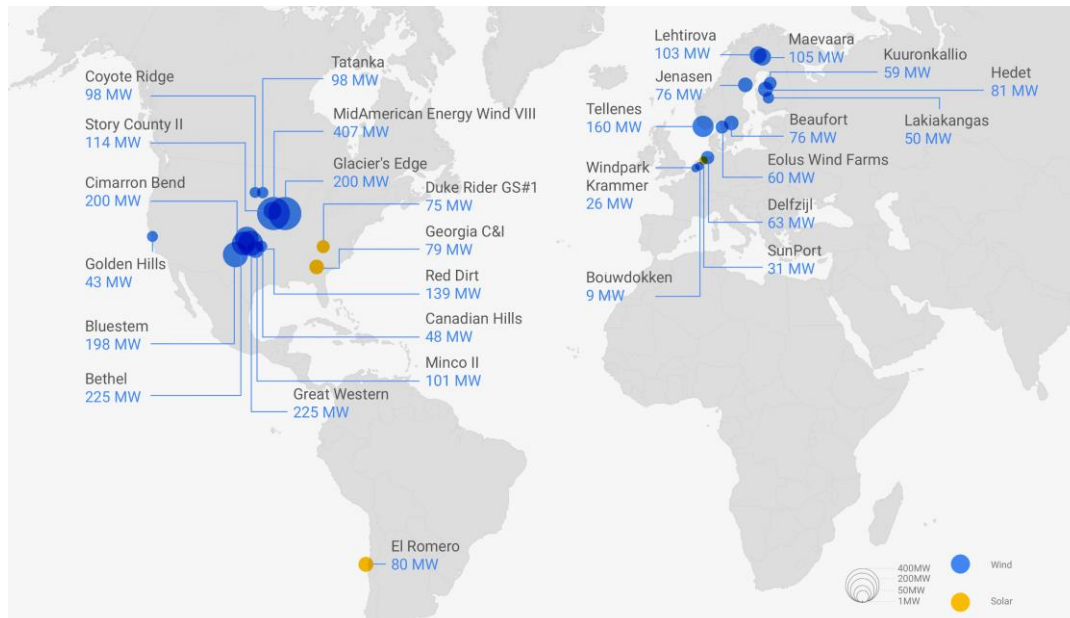 Coyote Ridge
98 MW
Tatanka
98 MW
Story County II
114 MW
MidAmerican Energy Wind VIII
407 MW
Cimarron Bend
200 MW
Glacier's Edge
200 MW
Duke Rider GS#1
75 MW
Georgia C&I
79 MW
Golden Hills
43 MW
Red Dirt
139 MW
Bluestem
198 MW
Canadian Hills
48 MW
Bethel
225 MW
Minco II
101 MW
Great Western
225 MW
El Romero
80 MW
Lehtirova
103 MW
Maevaara
105 MW
Kuuronkallio
59 MW
Hedet
81 MW
Jenasen
76 MW
Tellenes
160 MW
Beaufort
76 MW
Lakiakangas
50 MW
Windpark
Krammer
26 MW
Eolus Wind Farms
60 MW
Delfzijl
63 MW
SunPort
31 MW
Bouwdokken
9 MW
400MW
200MW
50MW
1MW
Wind
Solar